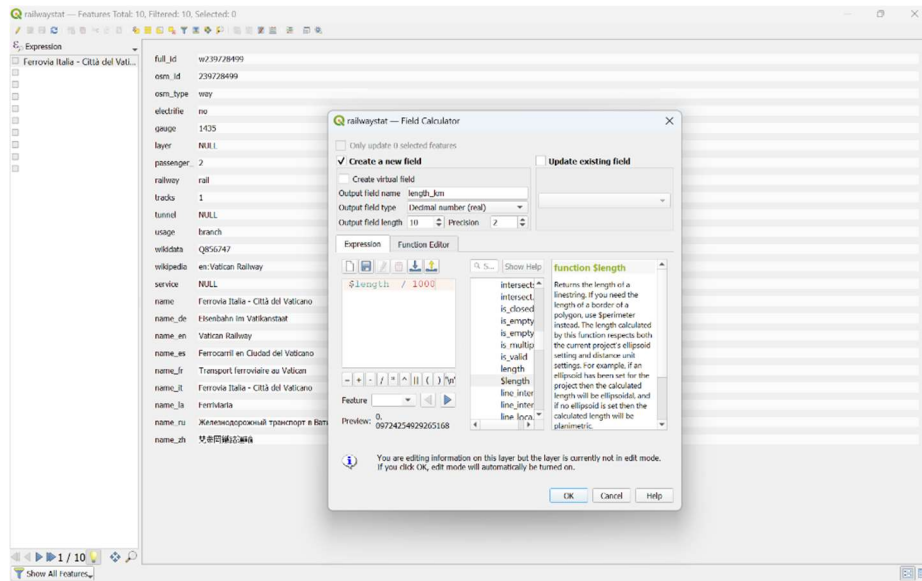 railwaystat — Features Total: 10, Filtered: 10, Selected: 0
Expression
Ferrovia Italia - Città del Vati...
full_id w239728499
osm_id 239728499
osm_type way
electrifie no
gauge 1435
layer NULL
passenger_ 2
railway rail
tracks 1
tunnel NULL
usage branch
wikidata Q856747
wikipedia en:Vatican Railway
service NULL
name Ferrovia Italia - Città del Vaticano
name_de Eisenbahn im Vatikanstaat
name_en Vatican Railway
name_es Ferrocarril en Ciudad del Vaticano
name_fr Transport ferroviaire au Vatican
name_it Ferrovia Italia - Città del Vaticano
name_la Ferriviaria
name_ru Железнодорожный транспорт в Вати
name_zh
1 / 10
Show All Features
railwaystat — Field Calculator
Only update 0 selected features
Create a new field
Update existing field
Create virtual field
Output field name length_km
Output field type Decimal number (real)
Output field length 10 Precision 2
Expression Function Editor
$length / 1000
= + - / * ^ || ( ) '\n'
Feature
Preview: 0.
09724254929265168
S... Show Help
intersect:
intersect.
is_closed
is_empty
is_empty
is_multip
is_valid
length
$length
line_inter
line_inter
line_loca.
function $length
Returns the length of a
linestring. If you need the
length of a border of a
polygon, use $perimeter
instead. The length calculated
by this function respects both
the current project's ellipsoid
setting and distance unit
settings. For example, if an
ellipsoid has been set for the
project then the calculated
length will be ellipsoidal, and
if no ellipsoid is set then the
calculated length will be
planimetric.
You are editing information on this layer but the layer is currently not in edit mode.
If you click OK, edit mode will automatically be turned on.
OK Cancel Help